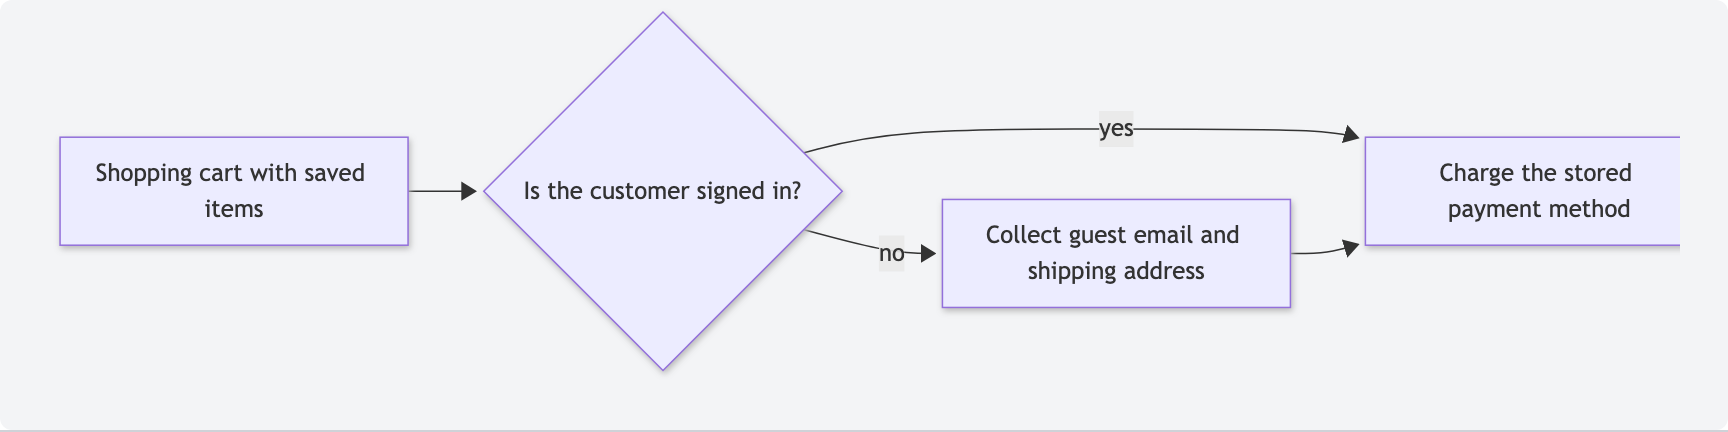 Shopping cart with saved
items
Is the customer signed in?
yes
no
Collect guest email and
shipping address
Charge the stored
payment method